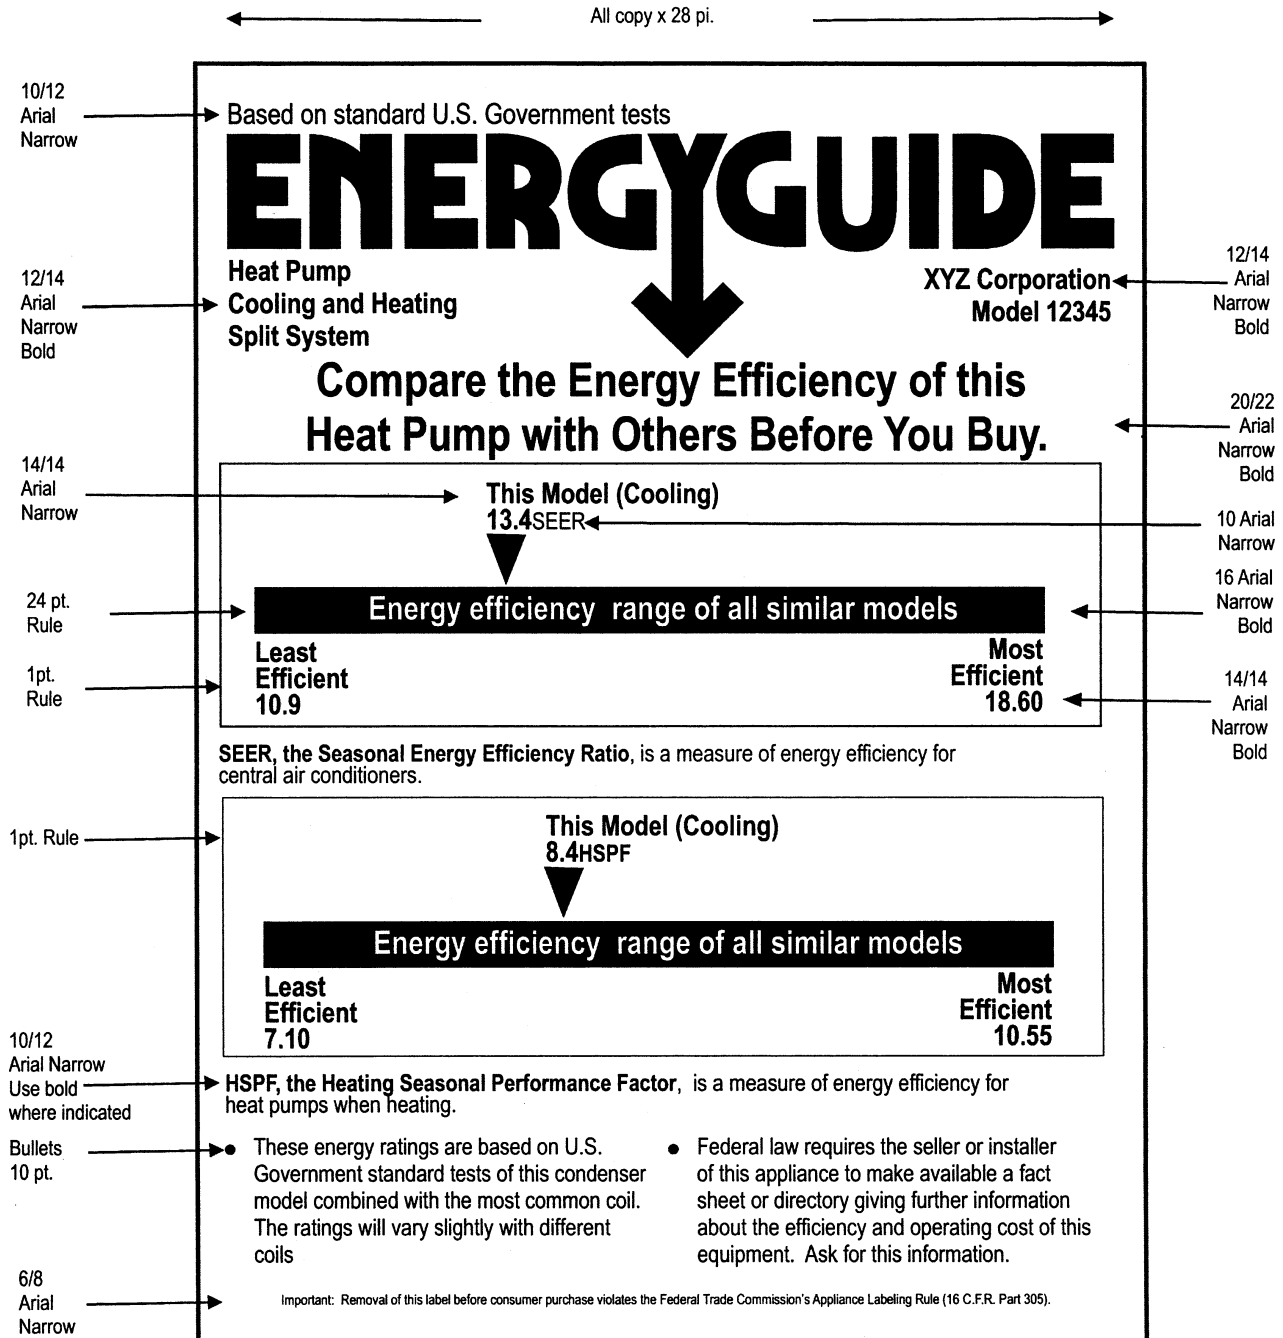 All copy x 28 pi.
10/12
Arial
Narrow
Based on standard U.S. Government tests
ENERGYGUIDE
12/14
Arial
Narrow
Bold
Heat Pump
Cooling and Heating
Split System
XYZ Corporation
Model 12345
12/14
Arial
Narrow
Bold
Compare the Energy Efficiency of this
Heat Pump with Others Before You Buy.
20/22
Arial
Narrow
Bold
14/14
Arial
Narrow
This Model (Cooling)
13.4SEER
10 Arial
Narrow
24 pt.
Rule
Energy efficiency range of all similar models
16 Arial
Narrow
Bold
1pt.
Rule
Least
Efficient
10.9
Most
Efficient
18.60
14/14
Arial
Narrow
Bold
SEER, the Seasonal Energy Efficiency Ratio, is a measure of energy efficiency for
central air conditioners.
1pt. Rule
This Model (Cooling)
8.4HSPF
Energy efficiency range of all similar models
Least
Efficient
7.10
Most
Efficient
10.55
10/12
Arial Narrow
Use bold
where indicated
HSPF, the Heating Seasonal Performance Factor, is a measure of energy efficiency for
heat pumps when heating.
Bullets
10 pt.
● These energy ratings are based on U.S.
Government standard tests of this condenser
model combined with the most common coil.
The ratings will vary slightly with different
coils
● Federal law requires the seller or installer
of this appliance to make available a fact
sheet or directory giving further information
about the efficiency and operating cost of this
equipment. Ask for this information.
6/8
Arial
Narrow
Important: Removal of this label before consumer purchase violates the Federal Trade Commission's Appliance Labeling Rule (16 C.F.R. Part 305).